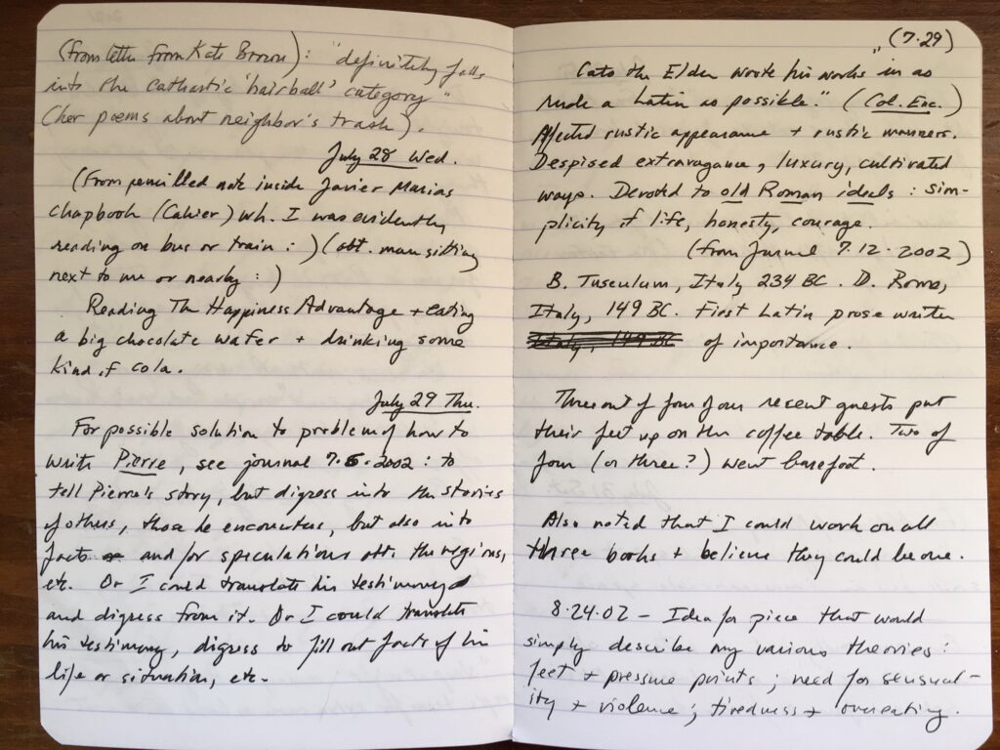 (From letter from Kate Brown): "definitely falls
into the cathartic 'hairball' category"
(her poems about neighbor's trash).
July 28 Wed.
(From pencilled note inside Javier Marias
chapbook (Cahier) wh. I was evidently
reading on bus or train:) (abt. man sitting
next to me or nearby:)
Reading The Happiness Advantage + eating
a big chocolate wafer + drinking some
kind of cola.
July 29 Thu.
For possible solution to problem of how to
write Pierre, see journal 7.5.2002: to
tell Pierre's story, but digress into the stories
of others, those he encounters, but also into
facts and/or speculations abt. the regions,
etc. Or I could translate his testimony
and digress from it. Or I could translate
his testimony, digress to fill out facts of his
life or situation, etc.
(7.29)
"Cato the Elder wrote his works in as
rude a Latin as possible." (Col. Enc.)
Affected rustic appearance + rustic manners.
Despised extravagance, luxury, cultivated
ways. Devoted to old Roman ideals: sim-
plicity of life, honesty, courage.
(from Journal 7.12.2002)
B. Tusculum, Italy 234 BC. D. Rome,
Italy, 149 BC. First Latin prose writer
Italy, 149 BC of importance.
Three out of four of our recent guests put
their feet up on the coffee table. Two of
four (or three?) went barefoot.
Also noted that I could work on all
three books + believe they could be one.
8.24.02 – Idea for piece that would
simply describe my various theories:
feet + pressure points; need for sensual-
ity + violence; tiredness + overeating.